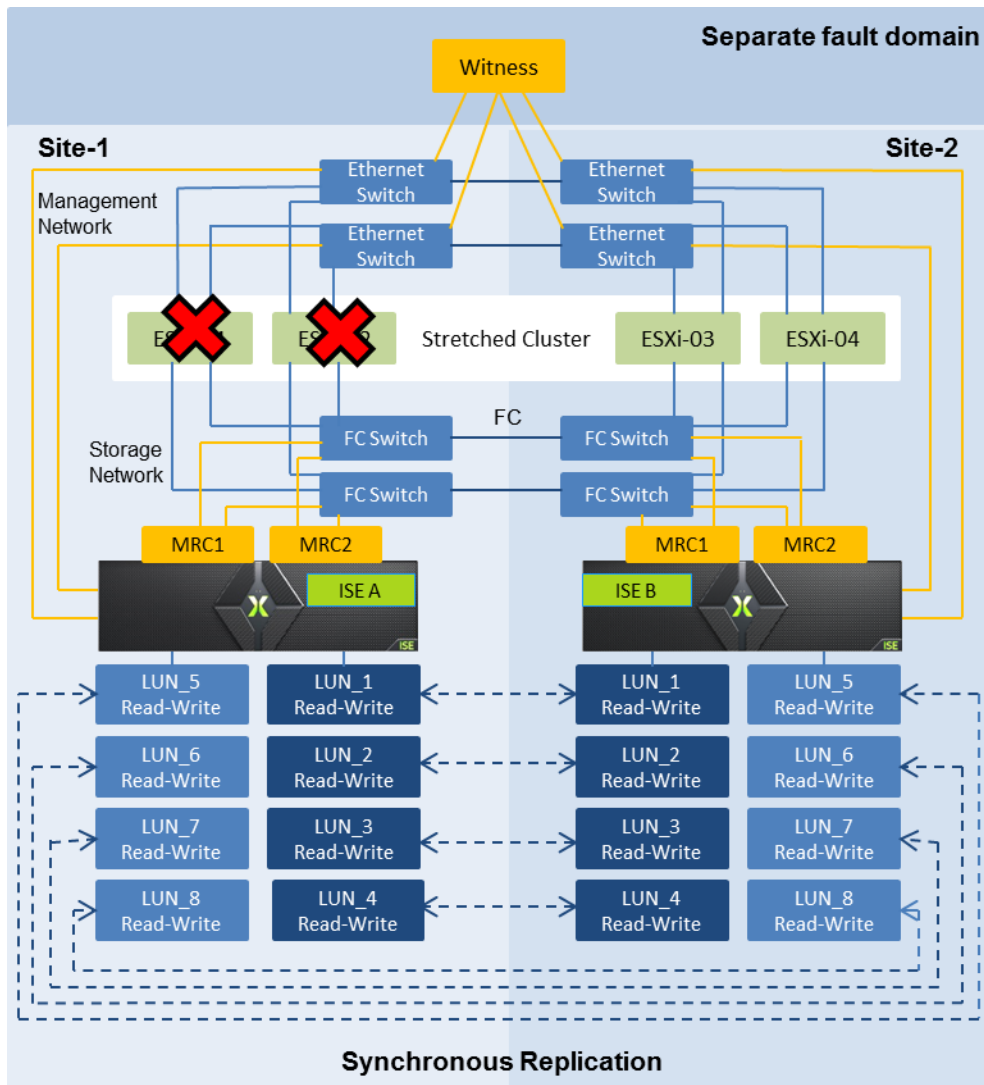 Separate fault domain
Witness
Site-1
Site-2
Ethernet
Switch
Ethernet
Switch
Management
Network
Ethernet
Switch
Ethernet
Switch
Stretched Cluster
ESXi-03
ESXi-04
FC
FC Switch
FC Switch
Storage
Network
FC Switch
FC Switch
MRC1
MRC2
MRC1
MRC2
ISE A
ISE
ISE B
ISE
LUN_5
Read-Write
LUN_1
Read-Write
LUN_1
Read-Write
LUN_5
Read-Write
LUN_6
Read-Write
LUN_2
Read-Write
LUN_2
Read-Write
LUN_6
Read-Write
LUN_7
Read-Write
LUN_3
Read-Write
LUN_3
Read-Write
LUN_7
Read-Write
LUN_8
Read-Write
LUN_4
Read-Write
LUN_4
Read-Write
LUN_8
Read-Write
Synchronous Replication